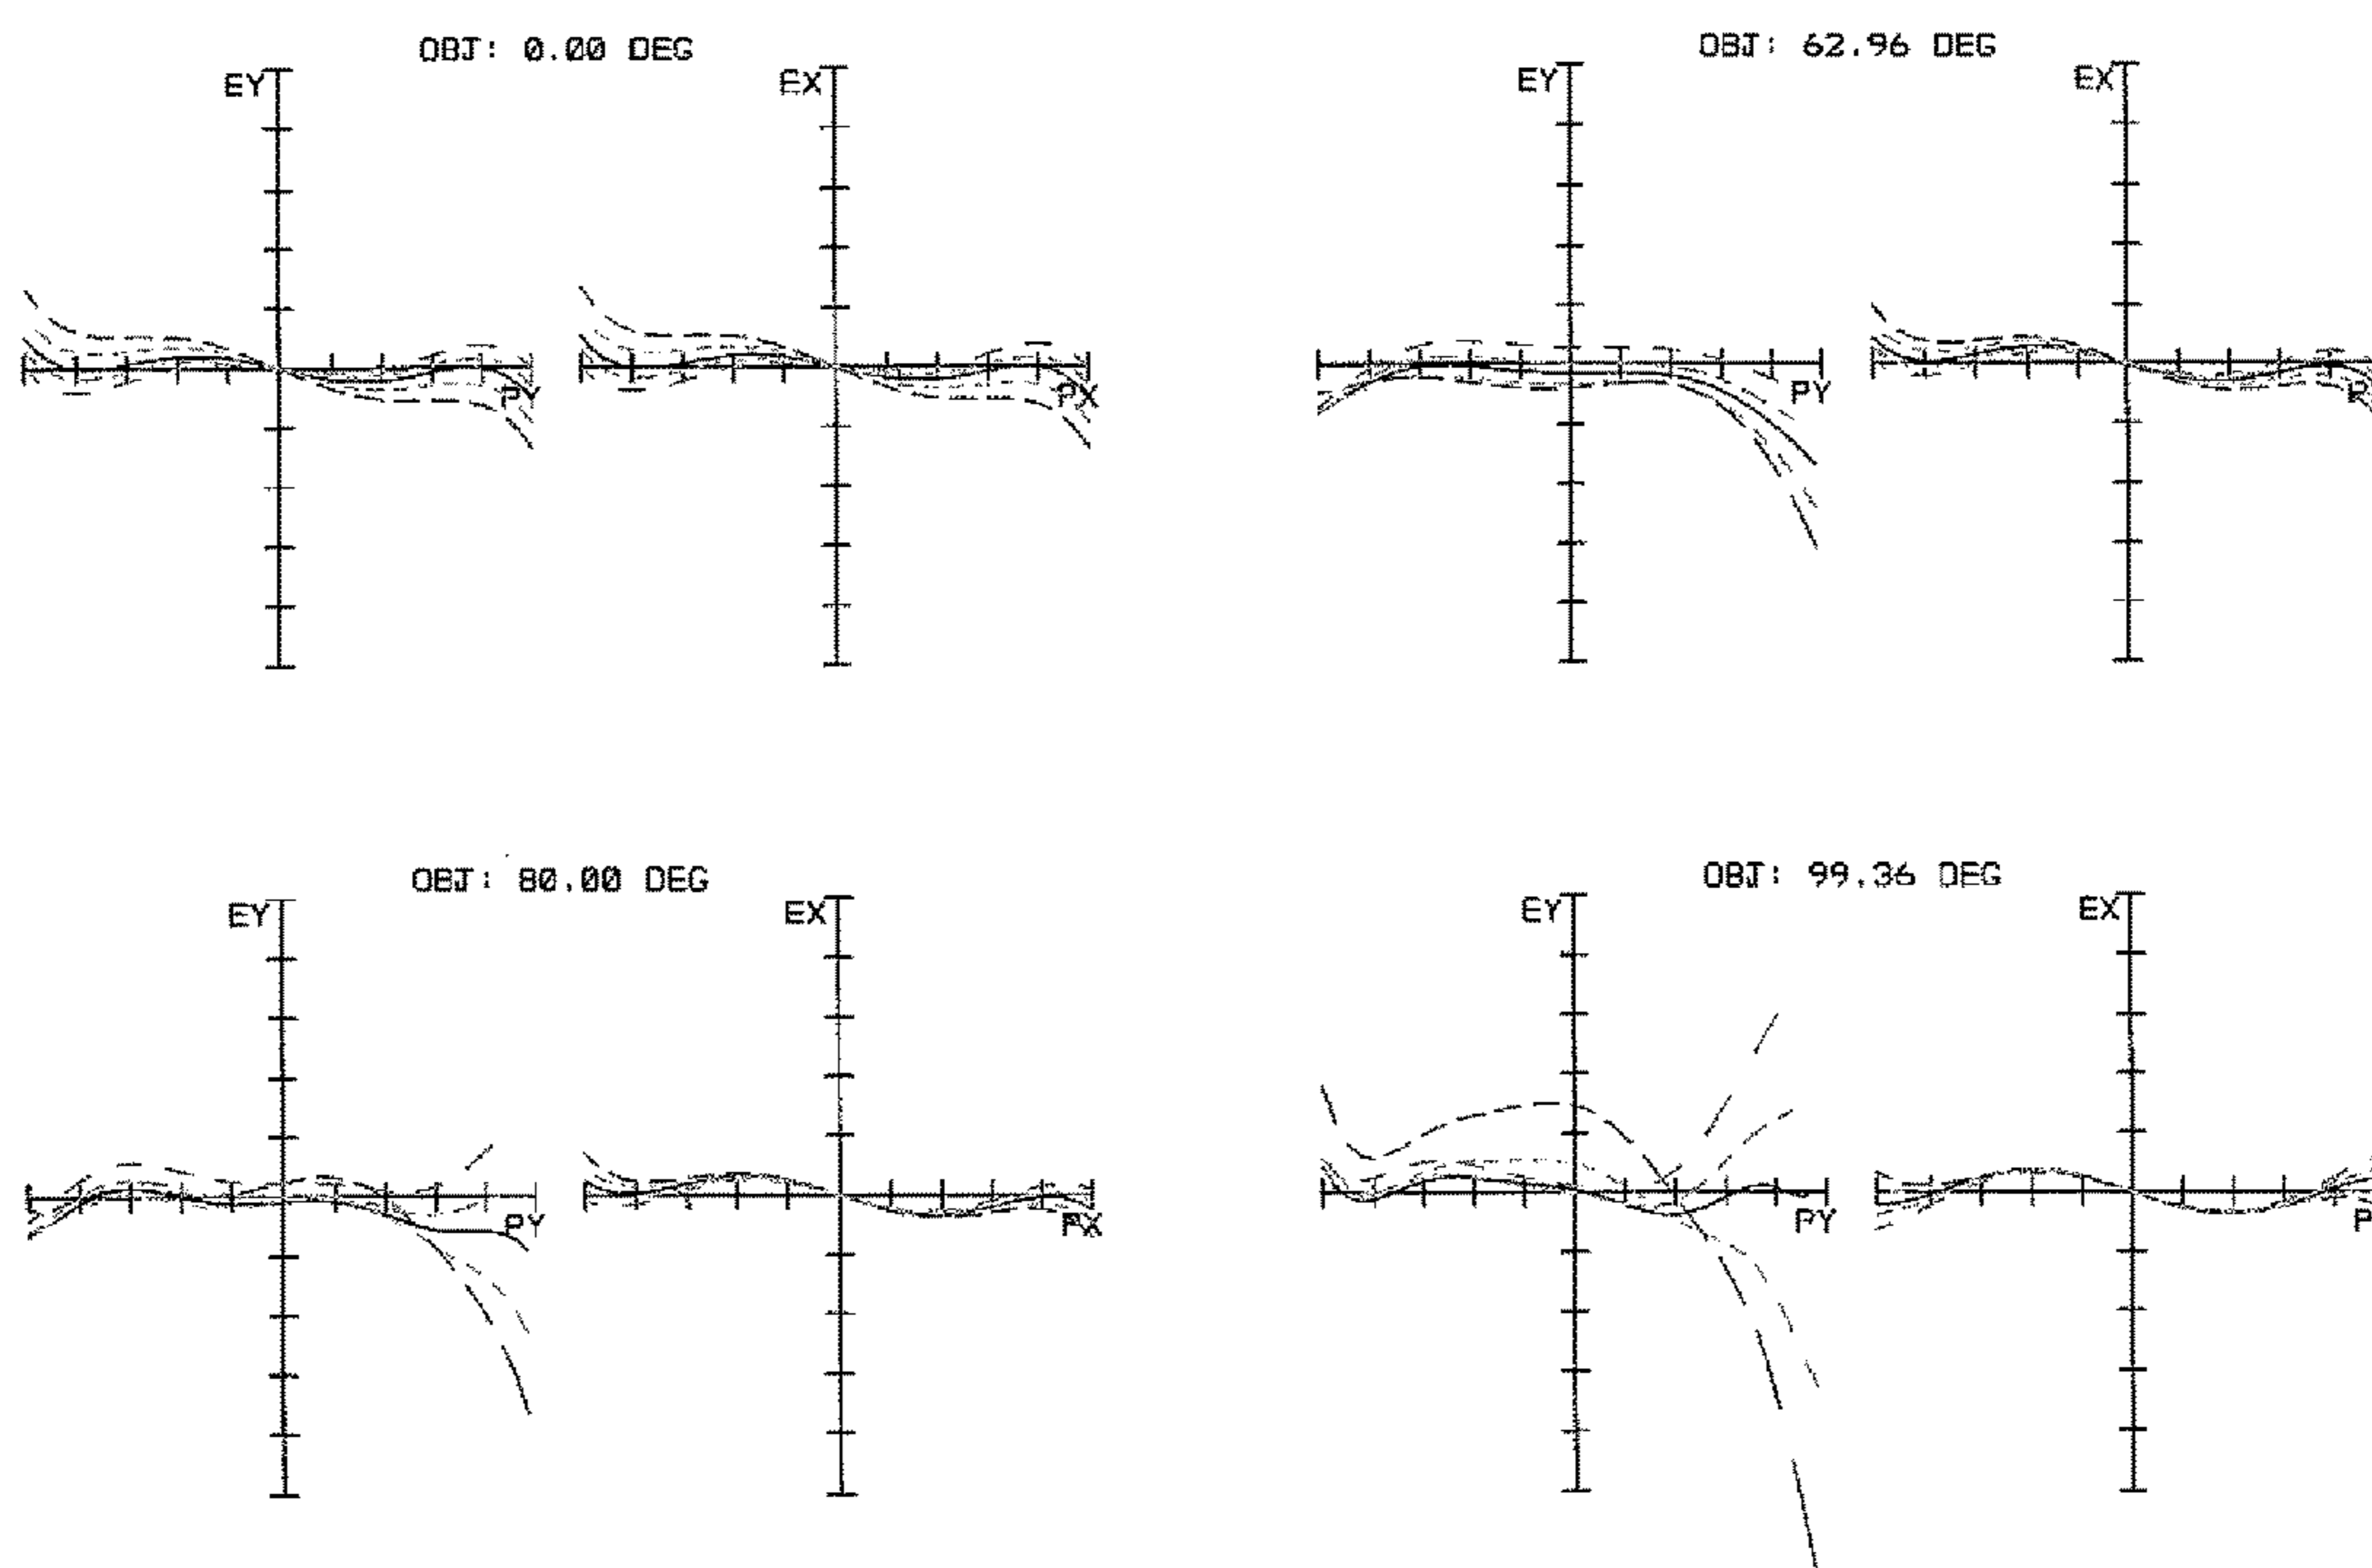 OBJ: 0.00 DEG
EY EX
PY PX
OBJ: 62.96 DEG
EY EX
PY
OBJ: 80.00 DEG
EY EX
PY PX
OBJ: 99.36 DEG
EY EX
PY